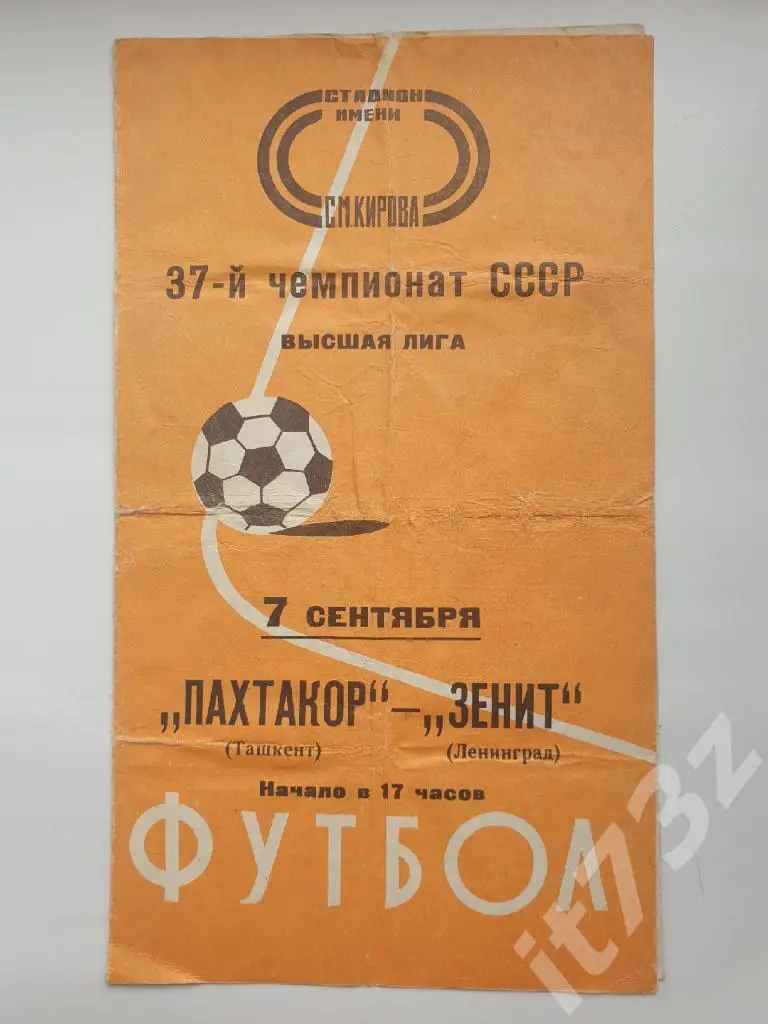 СТАДИОН
ИМЕНИ
С.М.КИРОВА
37-й чемпионат СССР
ВЫСШАЯ ЛИГА
7 СЕНТЯБРЯ
„ПАХТАКОР“ — „ЗЕНИТ“
(Ташкент) (Ленинград)
Начало в 17 часов
ФУТБОЛ
it73z